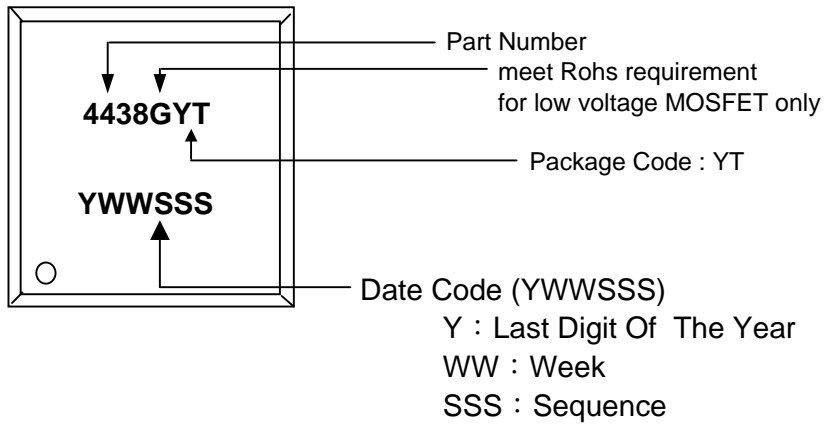 Part Number
meet Rohs requirement
for low voltage MOSFET only
4438GYT
Package Code : YT
YWWSSS
Date Code (YWWSSS)
Y：Last Digit Of The Year
WW：Week
SSS：Sequence